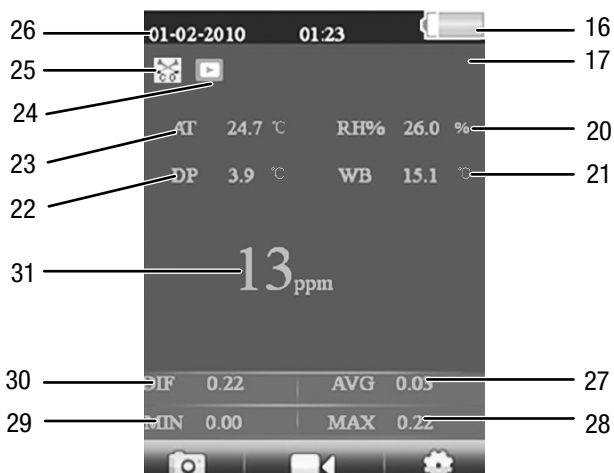 26 01-02-2010 01:23 16
25 17
24
AT 24.7 ℃ RH% 26.0 % 20
23
DP 3.9 ℃ WB 15.1 ℃ 21
22
31 13 ppm
30 DIF 0.22 AVG 0.05 27
29 MIN 0.00 MAX 0.22 28